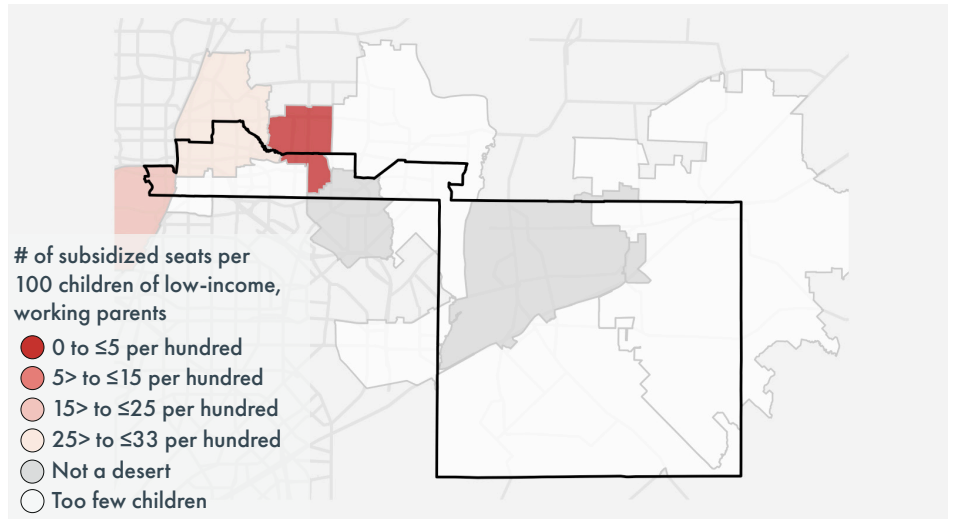 # of subsidized seats per
100 children of low-income,
working parents
0 to ≤5 per hundred
5> to ≤15 per hundred
15> to ≤25 per hundred
25> to ≤33 per hundred
Not a desert
Too few children